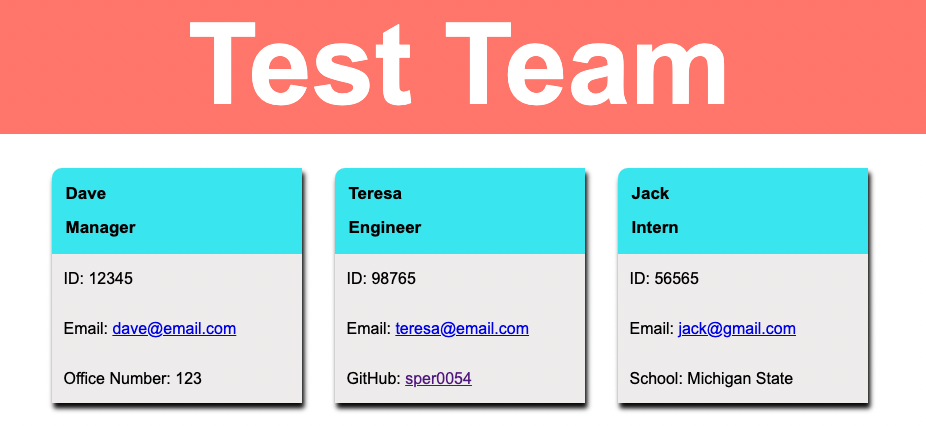 Test Team
Dave
Manager
ID: 12345
Email: dave@email.com
Office Number: 123
Teresa
Engineer
ID: 98765
Email: teresa@email.com
GitHub: sper0054
Jack
Intern
ID: 56565
Email: jack@gmail.com
School: Michigan State